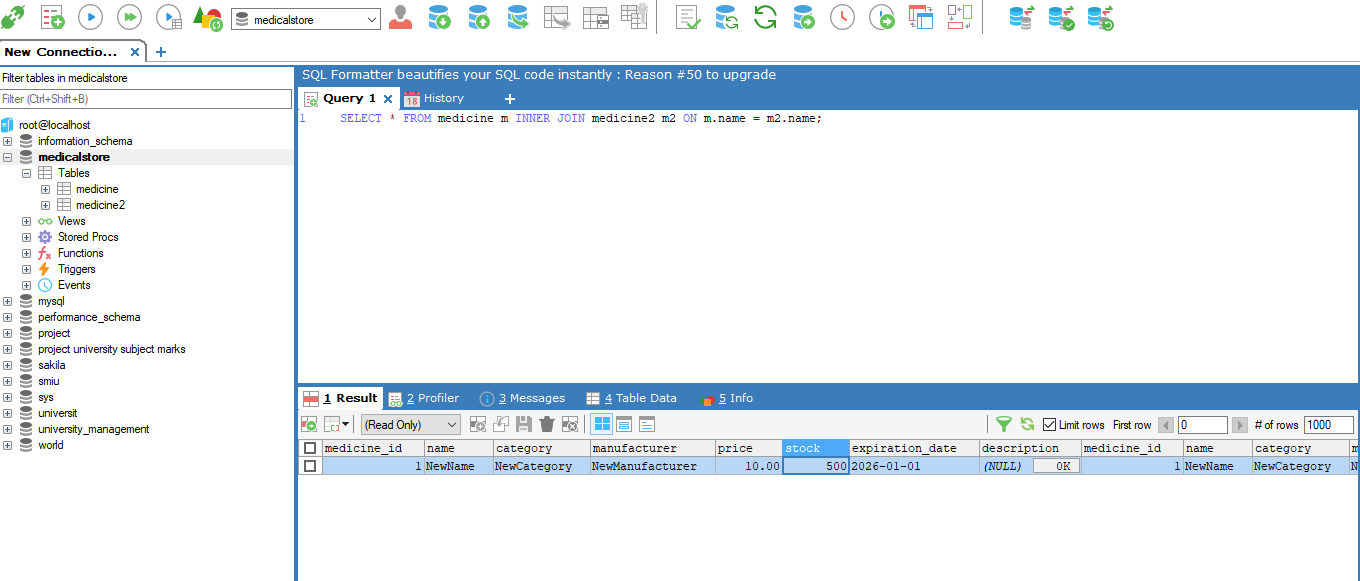 medicalstore
New Connectio...
Filter tables in medicalstore
Filter (Ctrl+Shift+B)
root@localhost
information_schema
medicalstore
Tables
medicine
medicine2
Views
Stored Procs
Functions
Triggers
Events
mysql
performance_schema
project
project university subject marks
sakila
smiu
sys
universit
university_management
world
SQL Formatter beautifies your SQL code instantly : Reason #50 to upgrade
Query 1 18 History
1 SELECT * FROM medicine m INNER JOIN medicine2 m2 ON m.name = m2.name;
1 Result 2 Profiler 3 Messages 4 Table Data 5 Info
(Read Only) Limit rows First row 0 # of rows 1000
medicine_id name category manufacturer price stock expiration_date description medicine_id name category m
1 NewName NewCategory NewManufacturer 10.00 500 2026-01-01 (NULL) 0K 1 NewName NewCategory N